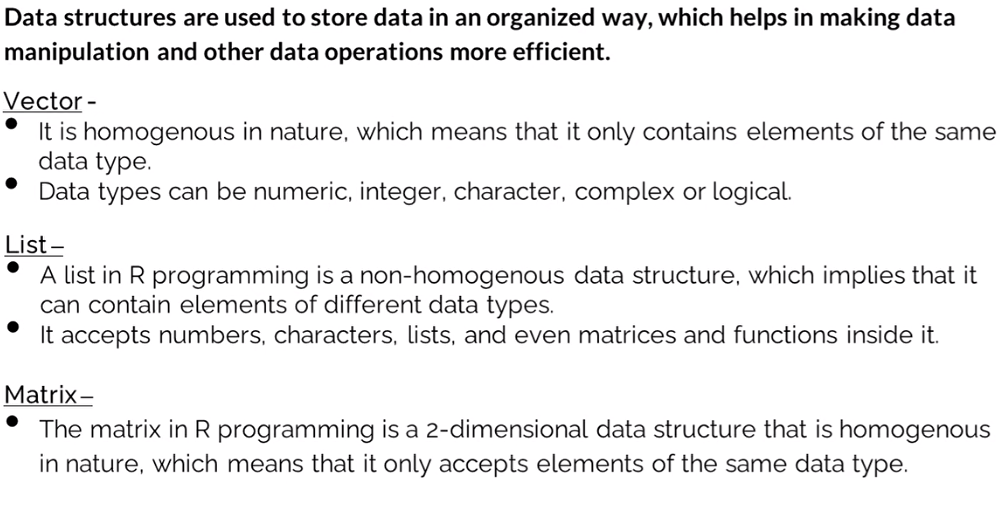 Data structures are used to store data in an organized way, which helps in making data
manipulation and other data operations more efficient.
Vector -
• It is homogenous in nature, which means that it only contains elements of the same
data type.
• Data types can be numeric, integer, character, complex or logical.
List –
• A list in R programming is a non-homogenous data structure, which implies that it
can contain elements of different data types.
• It accepts numbers, characters, lists, and even matrices and functions inside it.
Matrix –
• The matrix in R programming is a 2-dimensional data structure that is homogenous
in nature, which means that it only accepts elements of the same data type.